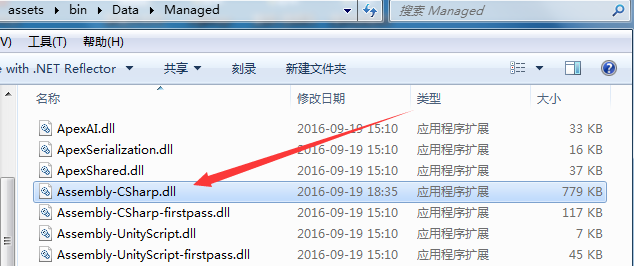 assets ▸ bin ▸ Data ▸ Managed
搜索 Managed
V) 工具(T) 帮助(H)
e with .NET Reflector 共享 刻录 新建文件夹
名称 修改日期 类型 大小
ApexAI.dll 2016-09-19 15:10 应用程序扩展 33 KB
ApexSerialization.dll 2016-09-19 15:10 应用程序扩展 16 KB
ApexShared.dll 2016-09-19 15:10 应用程序扩展 37 KB
Assembly-CSharp.dll 2016-09-19 18:35 应用程序扩展 779 KB
Assembly-CSharp-firstpass.dll 2016-09-19 15:10 应用程序扩展 117 KB
Assembly-UnityScript.dll 2016-09-19 15:10 应用程序扩展 7 KB
Assembly-UnityScript-firstpass.dll 2016-09-19 15:10 应用程序扩展 45 KB